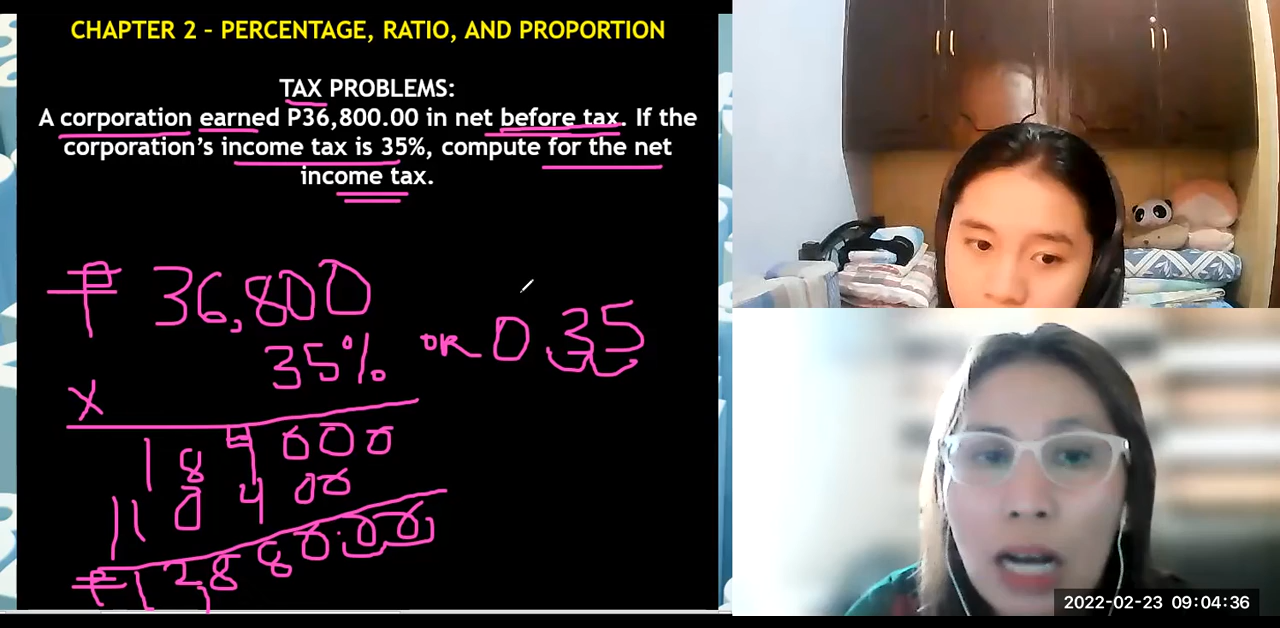 CHAPTER 2 – PERCENTAGE, RATIO, AND PROPORTION
TAX PROBLEMS:
A corporation earned P36,800.00 in net before tax. If the
corporation's income tax is 35%, compute for the net
income tax.
₱ 36,800
35% OR 0.35
X
184000
110400
₱12,880.00
2022-02-23 09:04:36